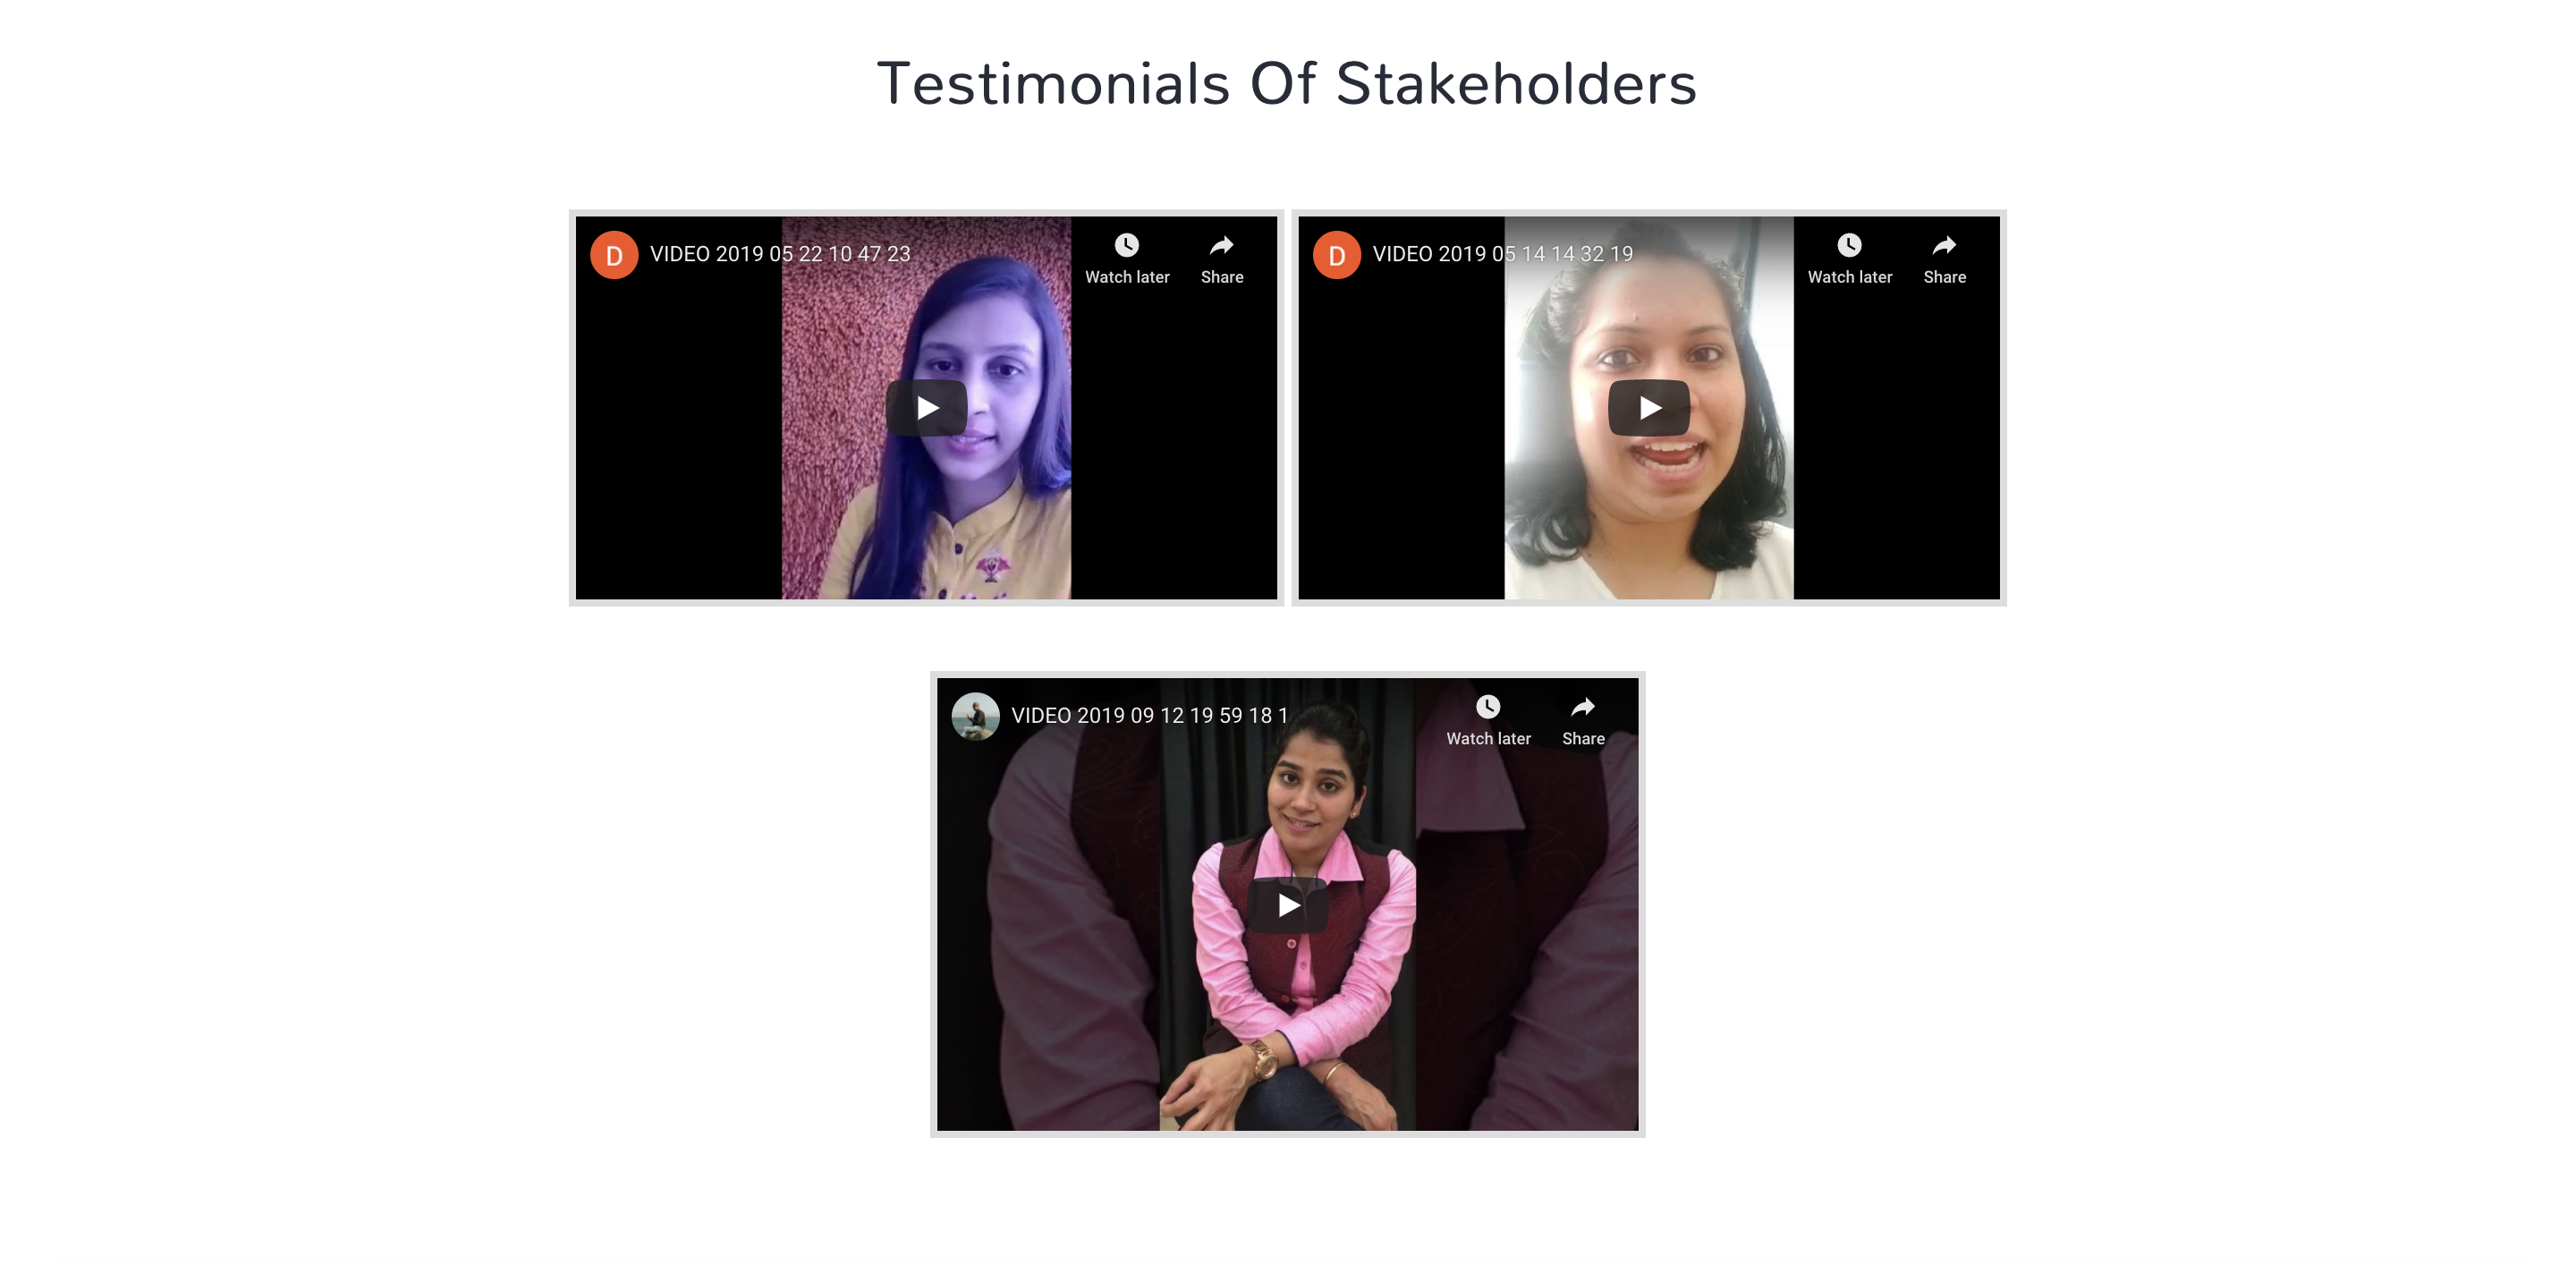 Testimonials Of Stakeholders
D VIDEO 2019 05 22 10 47 23
Watch later Share
D VIDEO 2019 05 14 14 32 19
Watch later Share
VIDEO 2019 09 12 19 59 18 1
Watch later Share